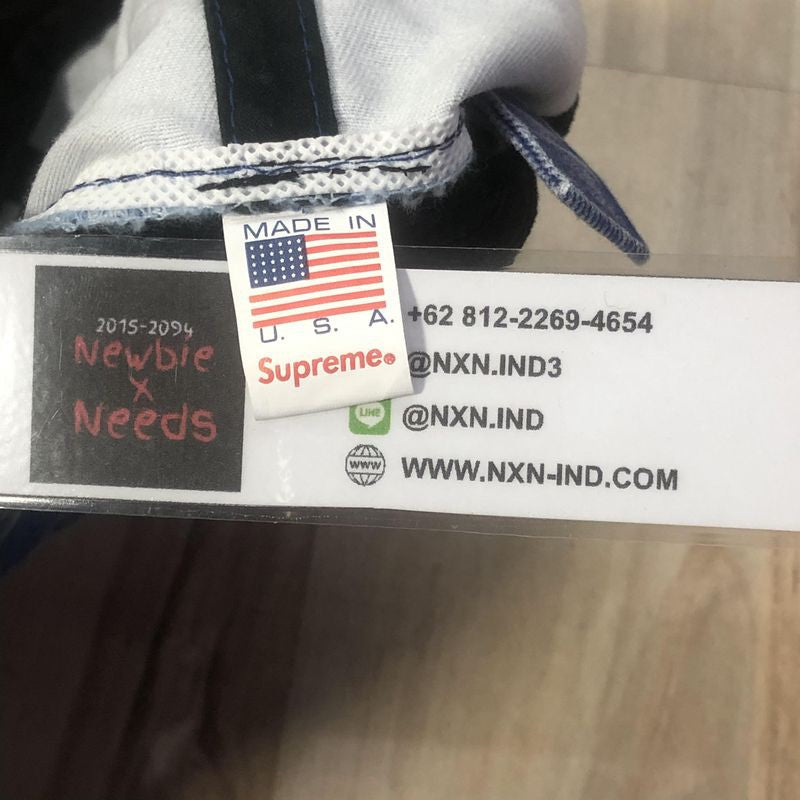 MADE IN
U. S. A.
Supreme®
2015-2094
Newbie
x
Needs
+62 812-2269-4654
@NXN.IND3
LINE
@NXN.IND
www
WWW.NXN-IND.COM